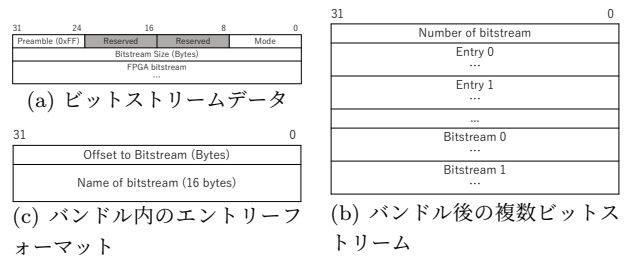 31 24 16 8 0
Preamble (0xFF) Reserved Reserved Mode
Bitstream Size (Bytes)
FPGA bitstream
…
(a) ビットストリームデータ
31 0
Offset to Bitstream (Bytes)
Name of bitstream (16 bytes)
(c) バンドル内のエントリーフ
ォーマット
31 0
Number of bitstream
Entry 0
…
Entry 1
…
…
Bitstream 0
…
Bitstream 1
…
(b) バンドル後の複数ビットス
トリーム